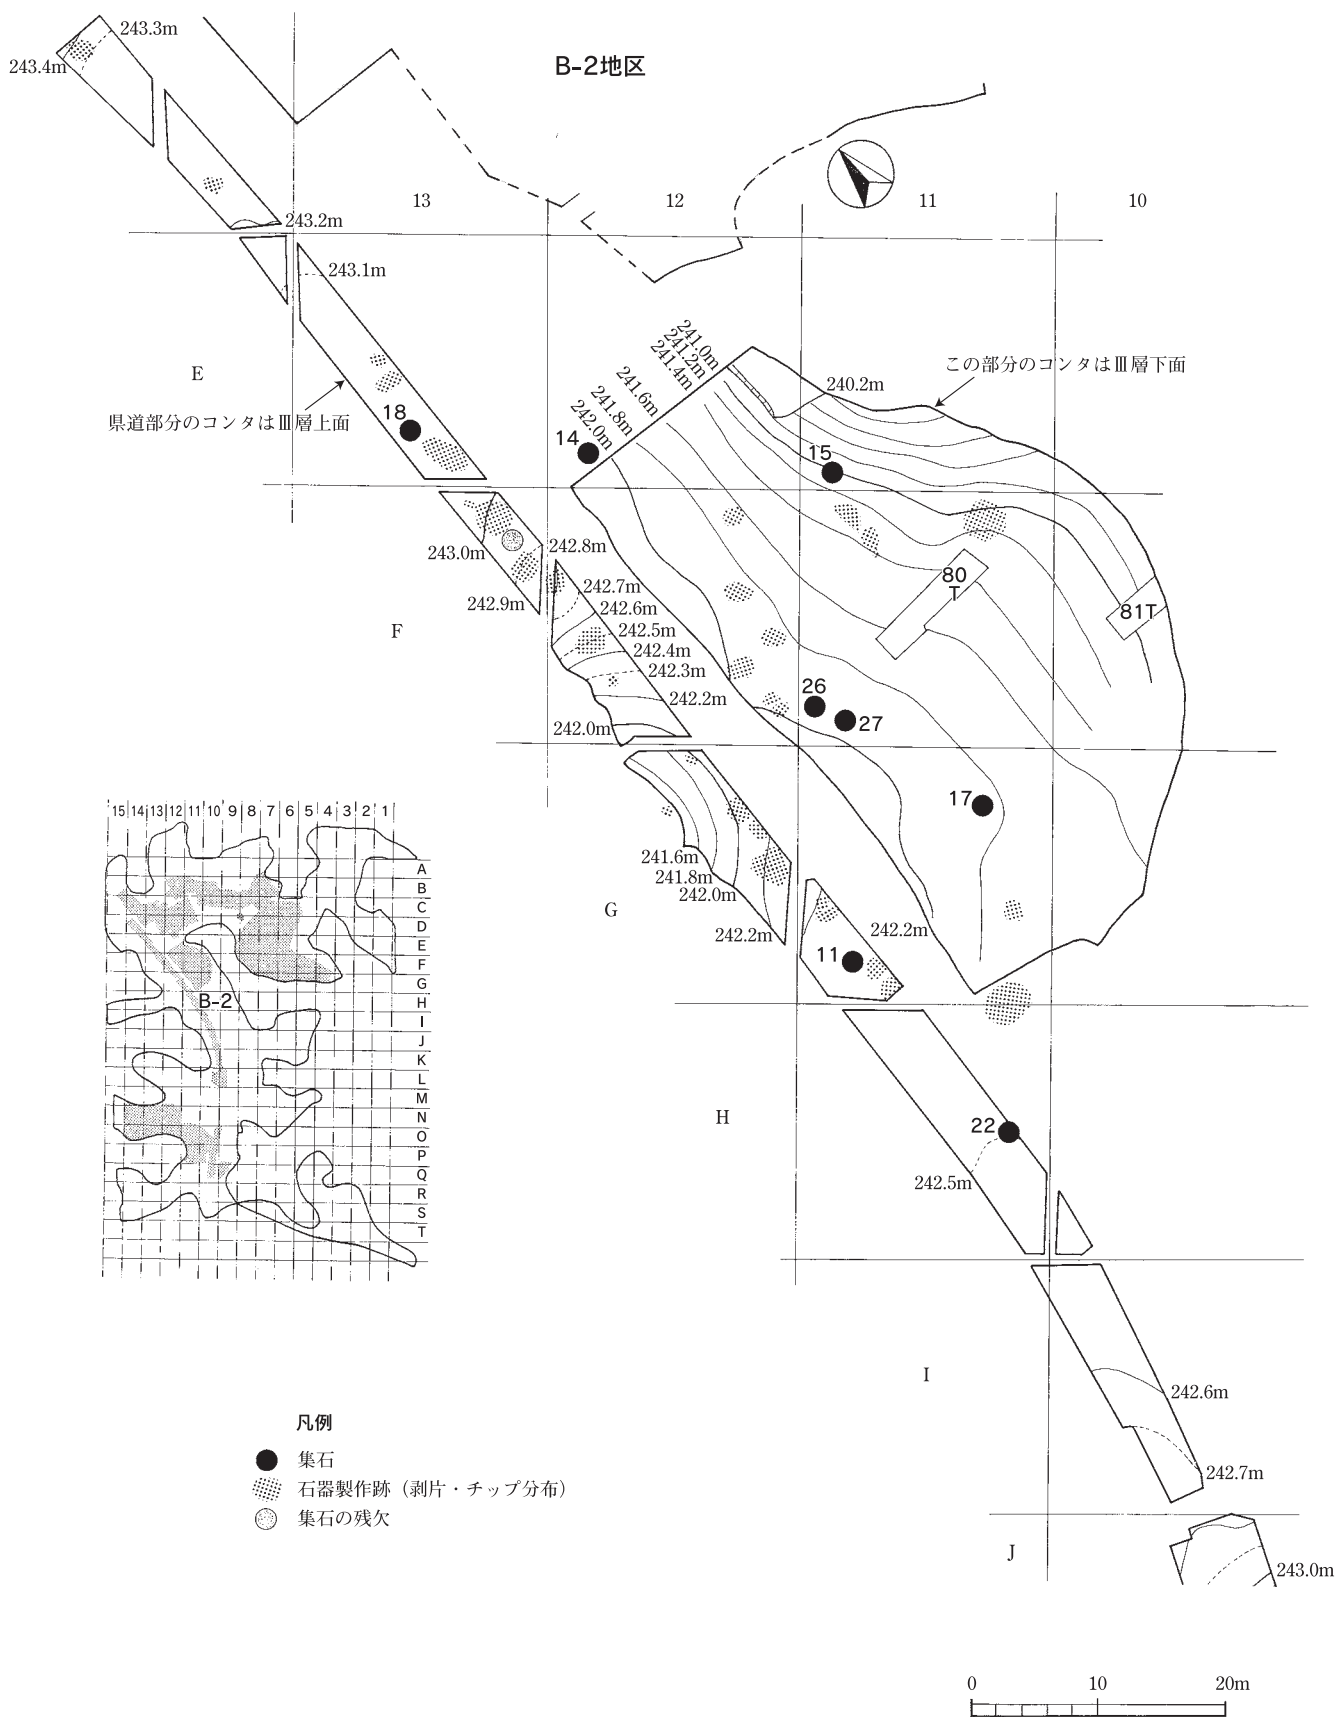 B-2地区
243.3m
243.4m
13
12
11
10
243.2m
243.1m
E
県道部分のコンタはⅢ層上面
この部分のコンタはⅢ層下面
241.0m
241.2m
241.4m
241.6m
241.8m
242.0m
240.2m
18
14
15
243.0m
242.8m
242.9m
242.7m
242.6m
242.5m
242.4m
242.3m
242.2m
242.0m
F
80
T
81T
26
27
17
241.6m
241.8m
242.0m
242.2m
G
242.2m
11
H
22
242.5m
I
242.6m
242.7m
J
243.0m
15 14 13 12 11 10 9 8 7 6 5 4 3 2 1
A
B
C
D
E
F
G
H
I
J
K
L
M
N
O
P
Q
R
S
T
B-2
凡例
集石
石器製作跡（剥片・チップ分布）
集石の残欠
0 10 20m